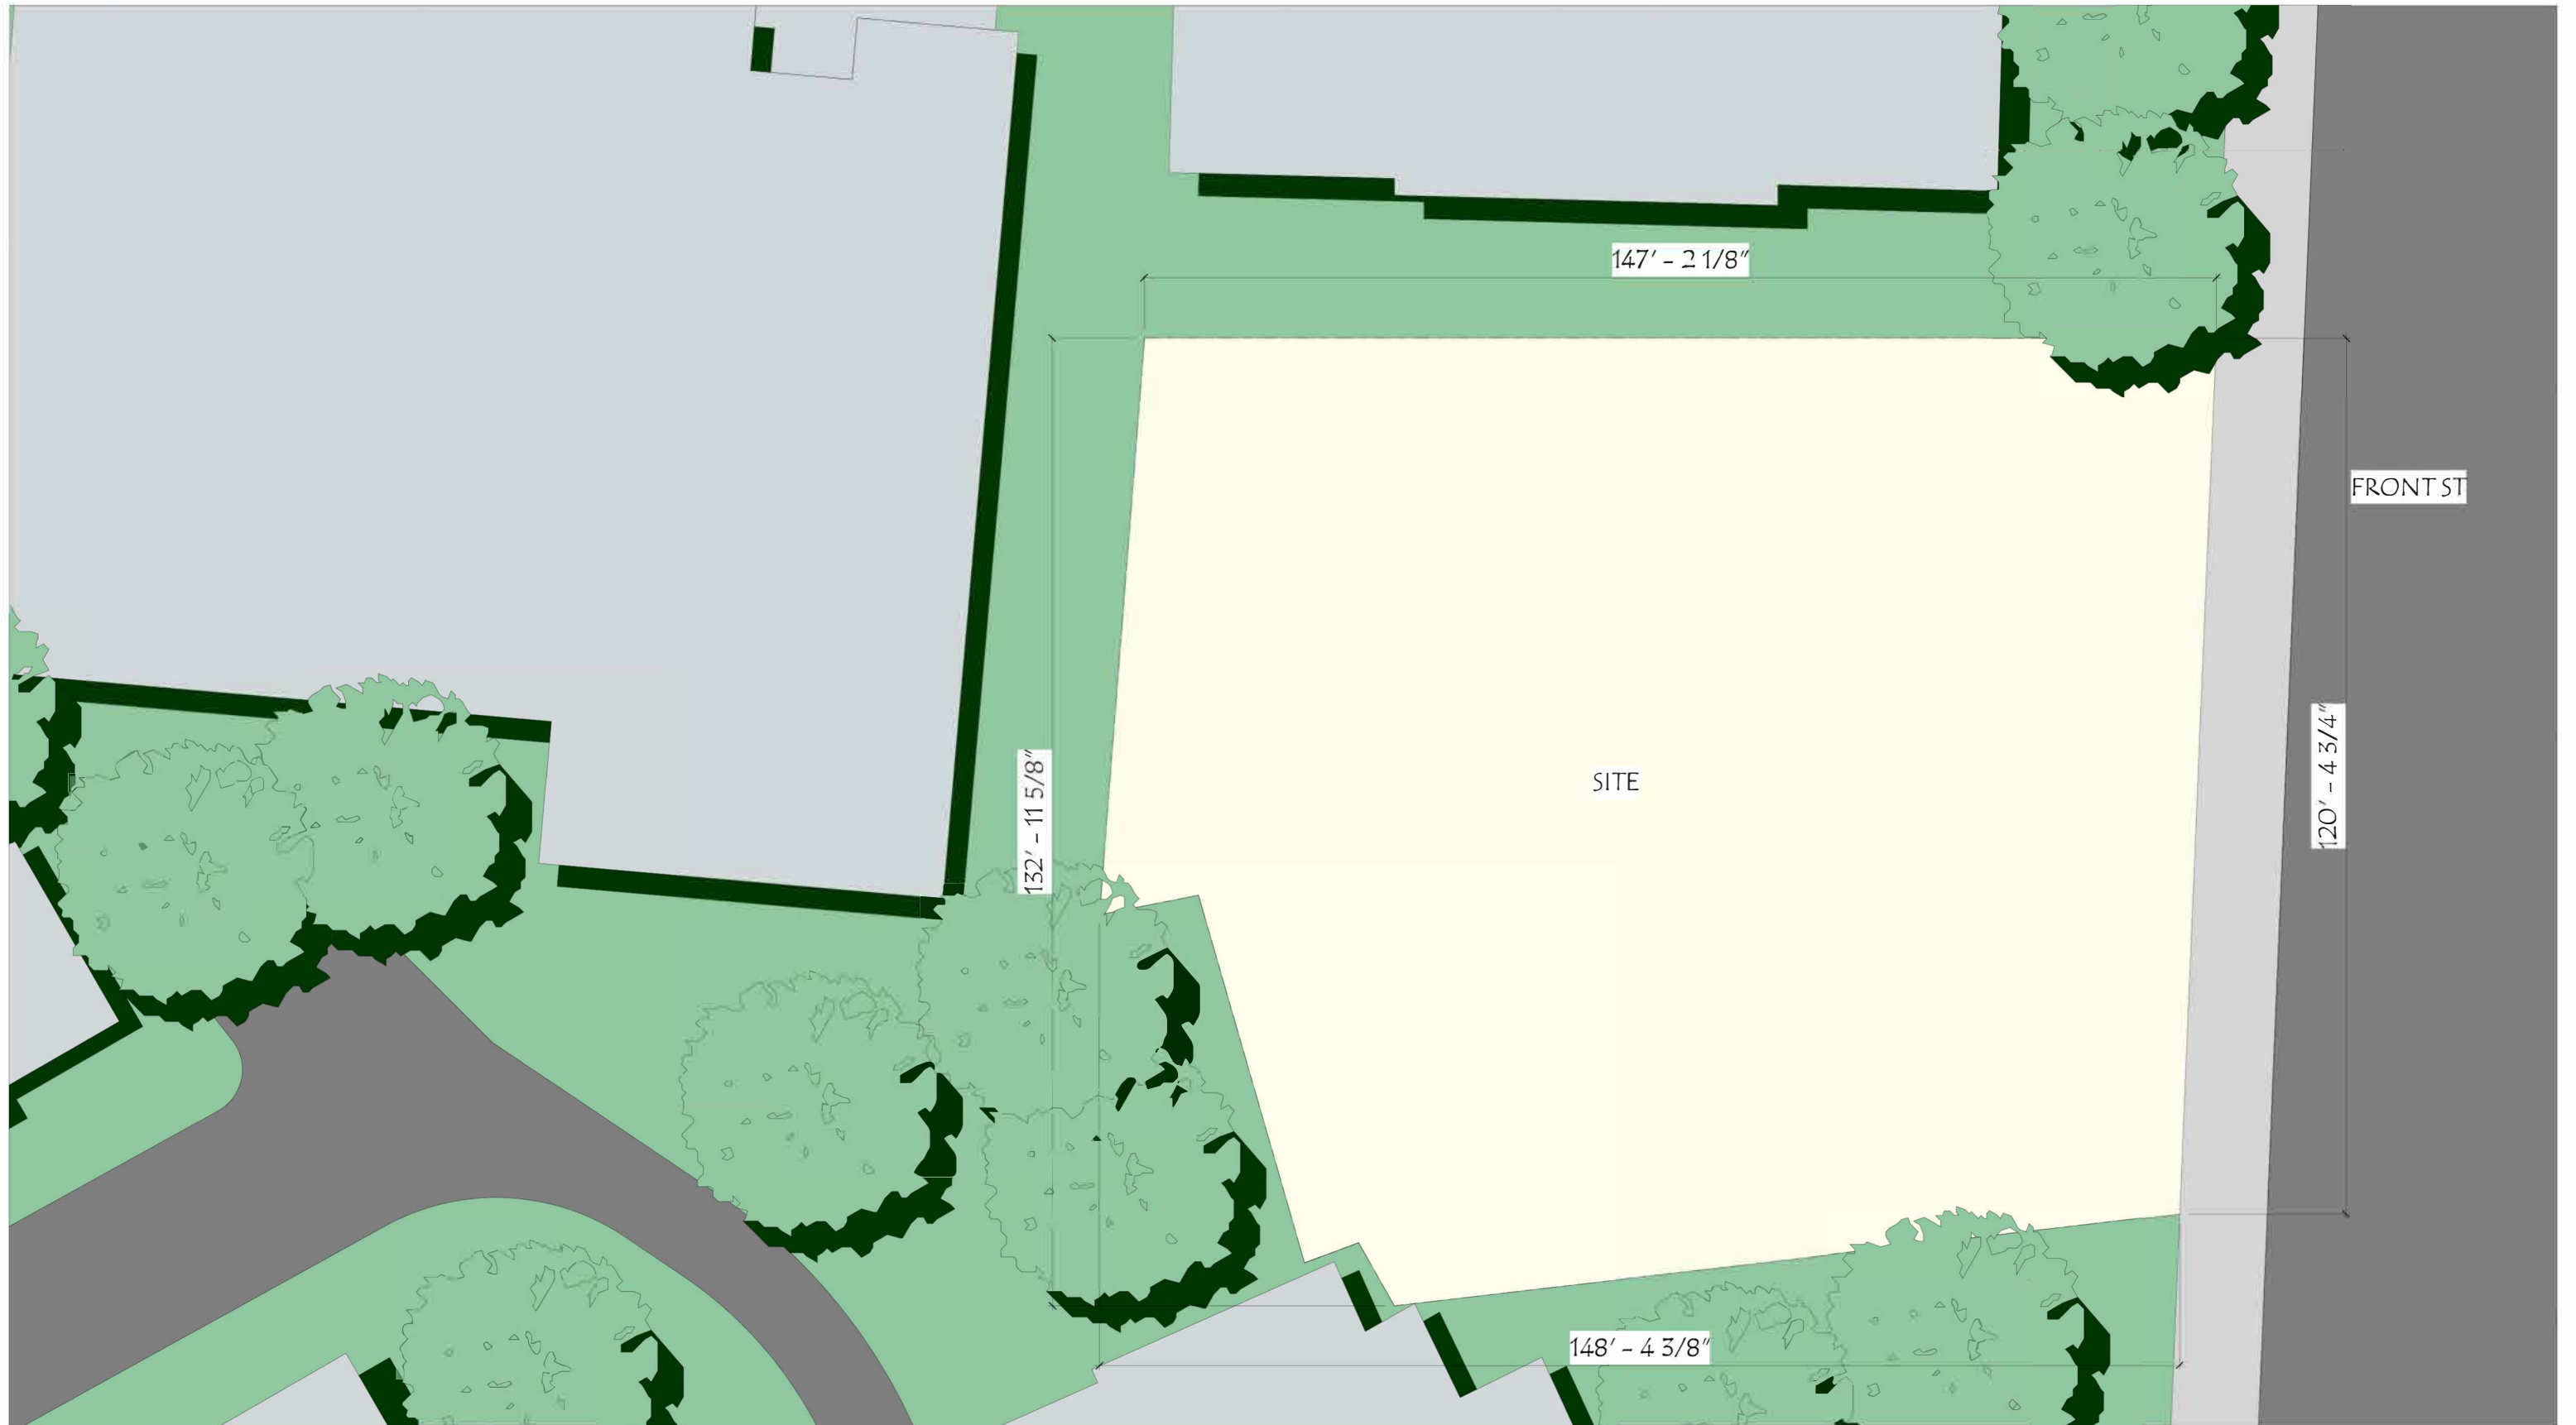 147' - 2 1/8"
FRONT ST
132' - 11 5/8"
SITE
120' - 4 3/4"
148' - 4 3/8"